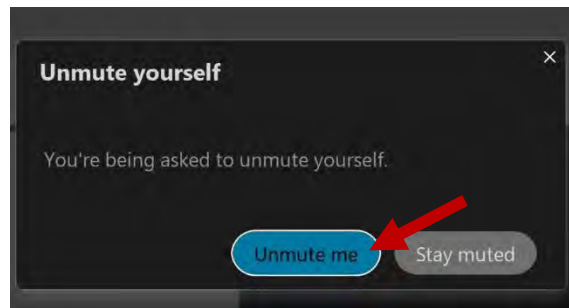 Unmute yourself
You're being asked to unmute yourself.
Unmute me
Stay muted